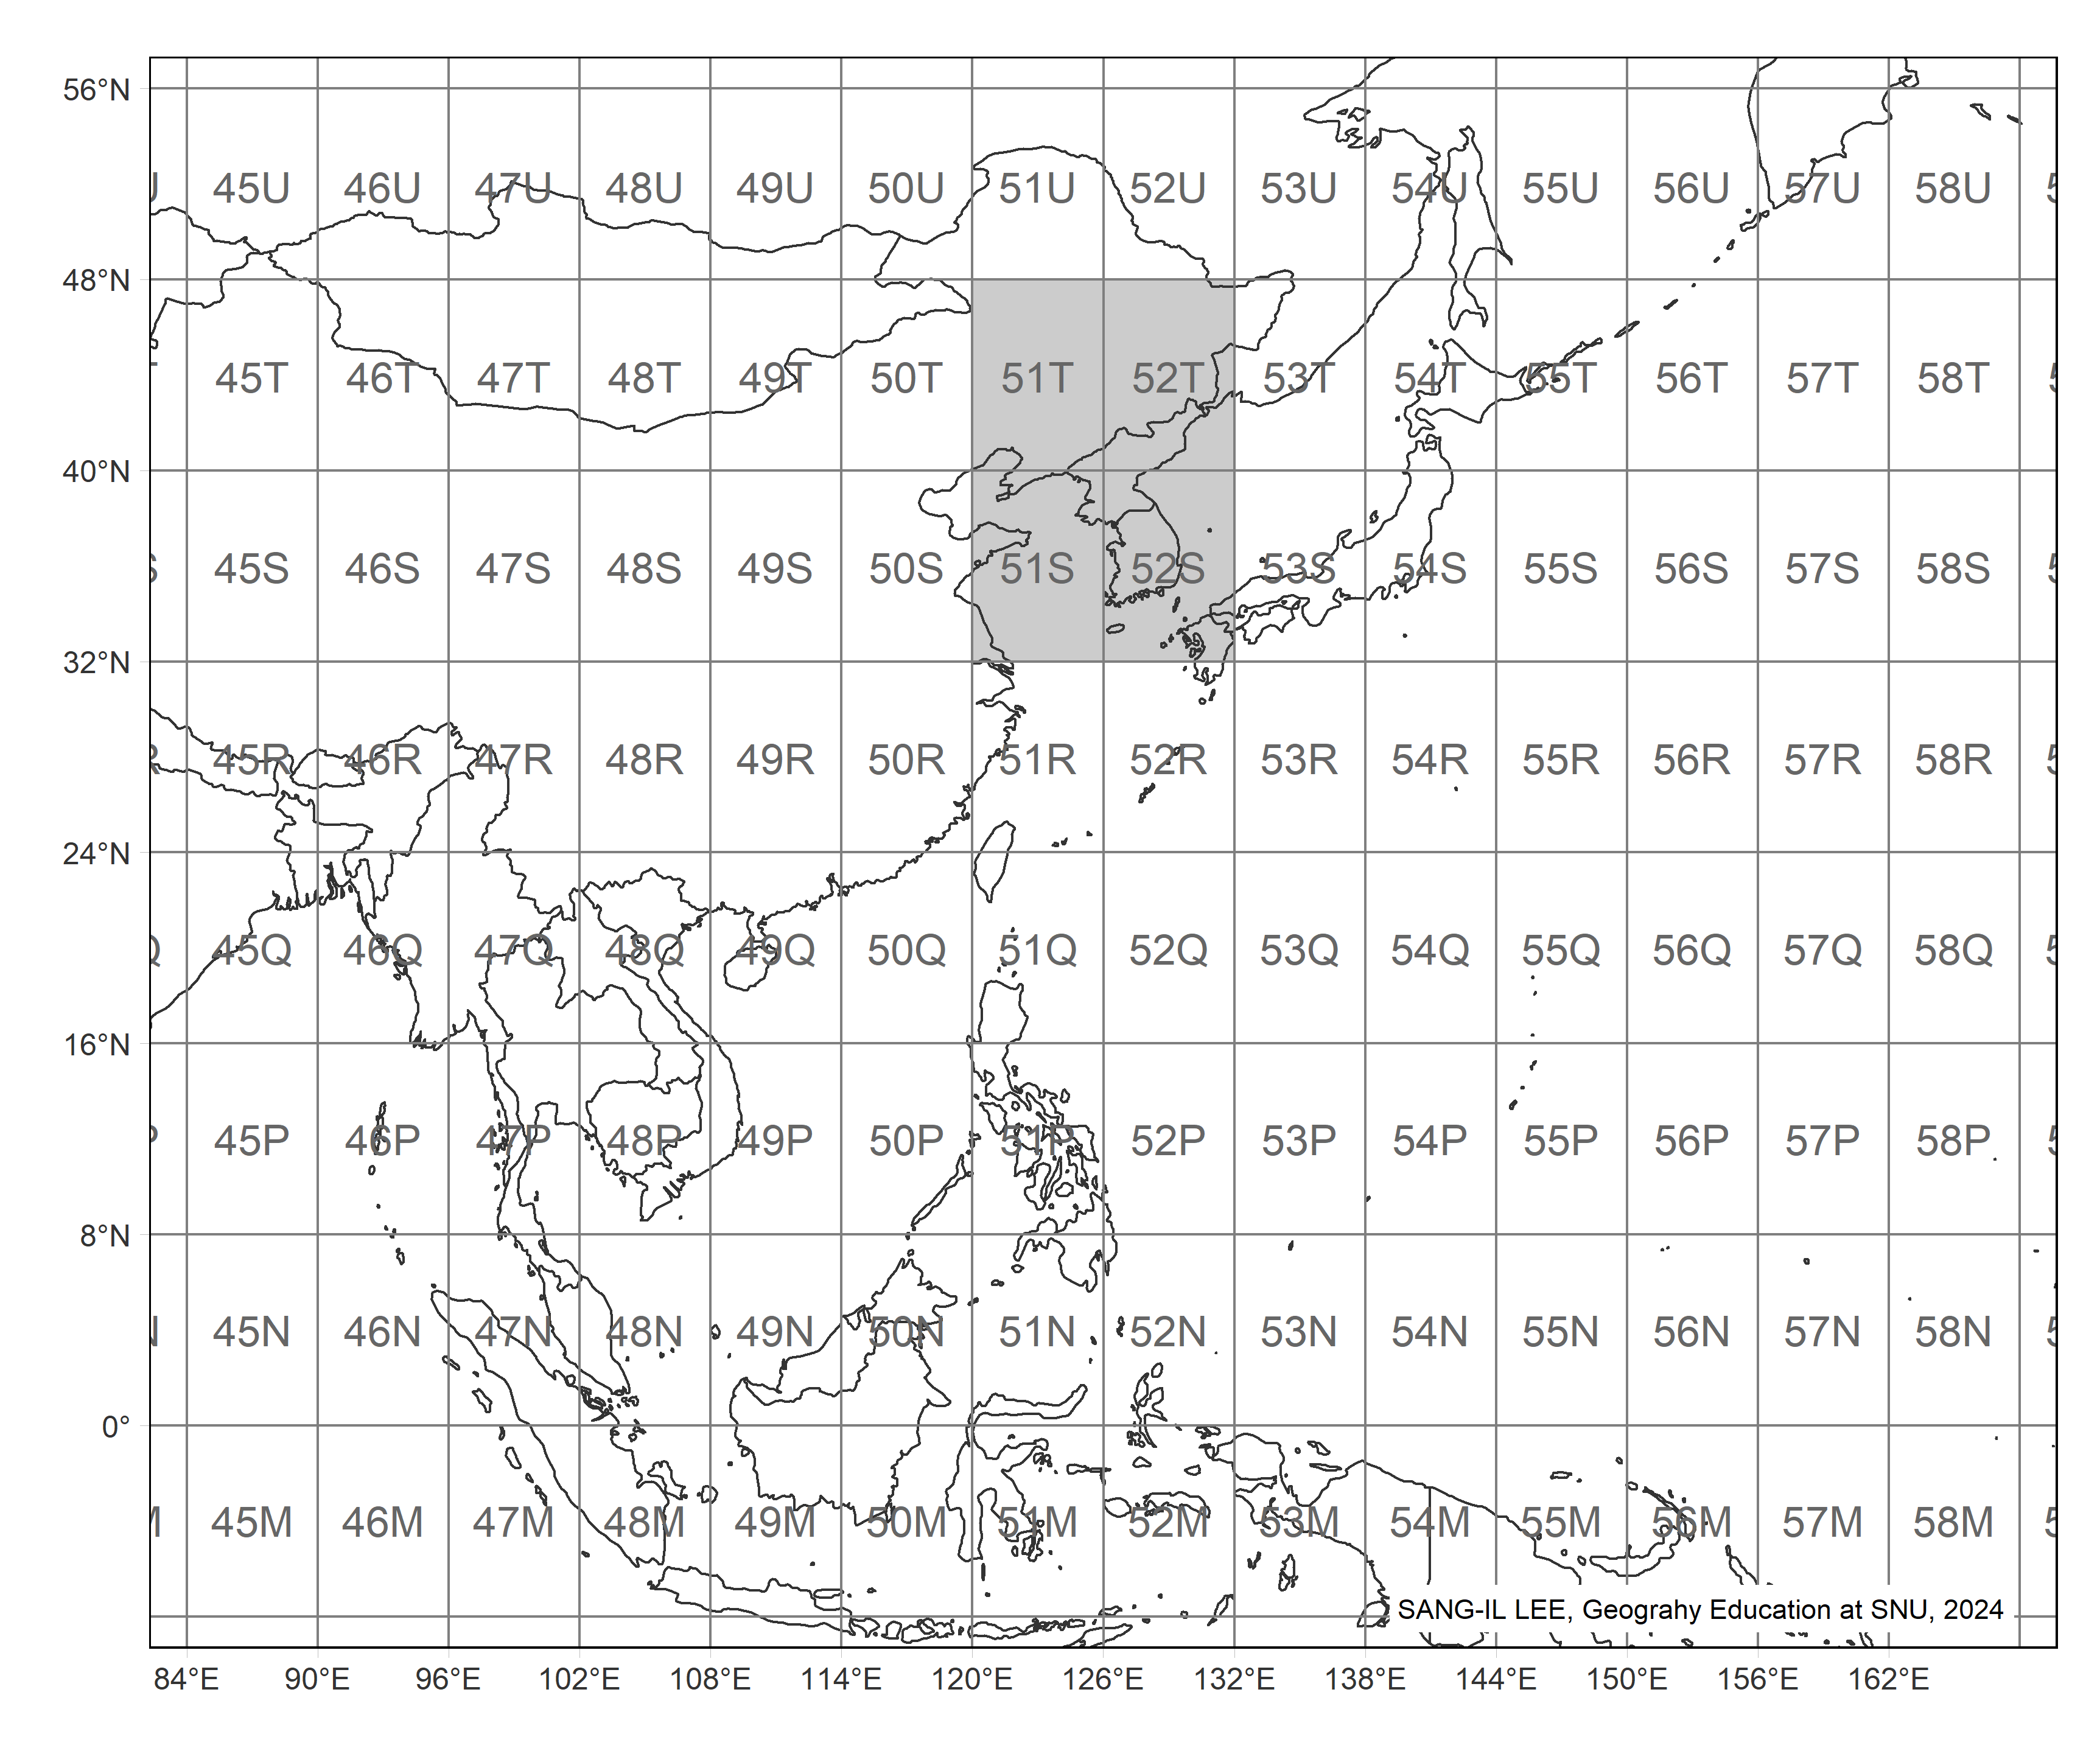 56°N
U 45U 46U 47U 48U 49U 50U 51U 52U 53U 54U 55U 56U 57U 58U 5
48°N
T 45T 46T 47T 48T 49T 50T 51T 52T 53T 54T 55T 56T 57T 58T 5
40°N
S 45S 46S 47S 48S 49S 50S 51S 52S 53S 54S 55S 56S 57S 58S 5
32°N
R 45R 46R 47R 48R 49R 50R 51R 52R 53R 54R 55R 56R 57R 58R 5
24°N
Q 45Q 46Q 47Q 48Q 49Q 50Q 51Q 52Q 53Q 54Q 55Q 56Q 57Q 58Q 5
16°N
P 45P 46P 47P 48P 49P 50P 51P 52P 53P 54P 55P 56P 57P 58P 5
8°N
N 45N 46N 47N 48N 49N 50N 51N 52N 53N 54N 55N 56N 57N 58N 5
0°
M 45M 46M 47M 48M 49M 50M 51M 52M 53M 54M 55M 56M 57M 58M 5
SANG-IL LEE, Geograhy Education at SNU, 2024
84°E 90°E 96°E 102°E 108°E 114°E 120°E 126°E 132°E 138°E 144°E 150°E 156°E 162°E